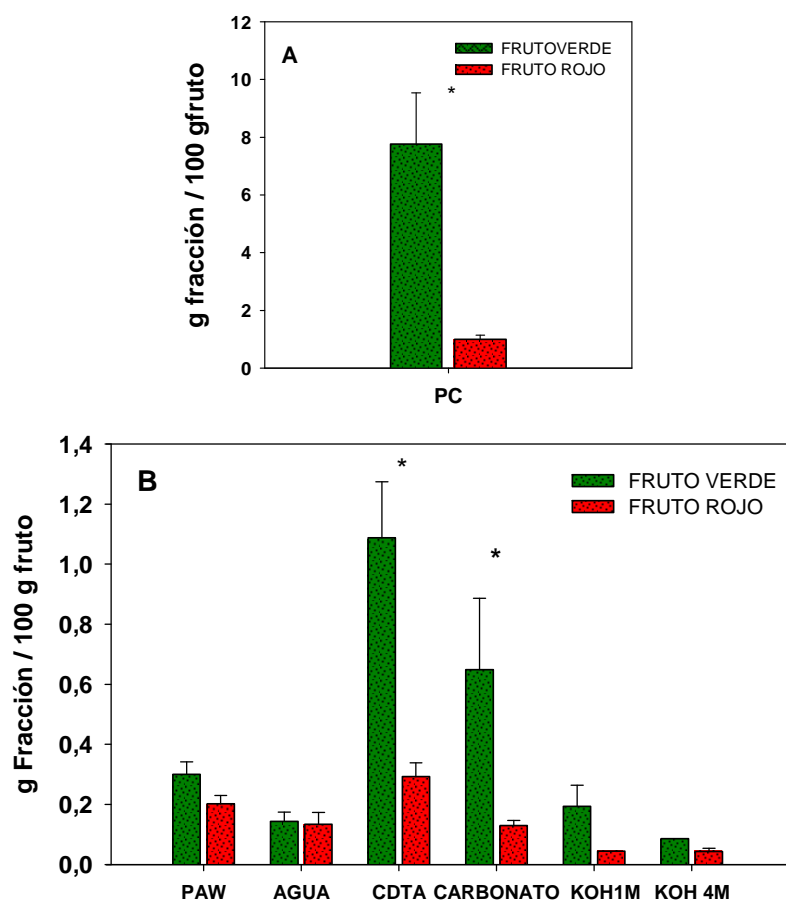 A
FRUTOVERDE
FRUTO ROJO
*
g fracción / 100 gfruto
12
10
8
6
4
2
0
PC
B
FRUTO VERDE
FRUTO ROJO
*
*
g Fracción / 100 g fruto
1,4
1,2
1,0
0,8
0,6
0,4
0,2
0,0
PAW AGUA CDTA CARBONATO KOH1M KOH 4M